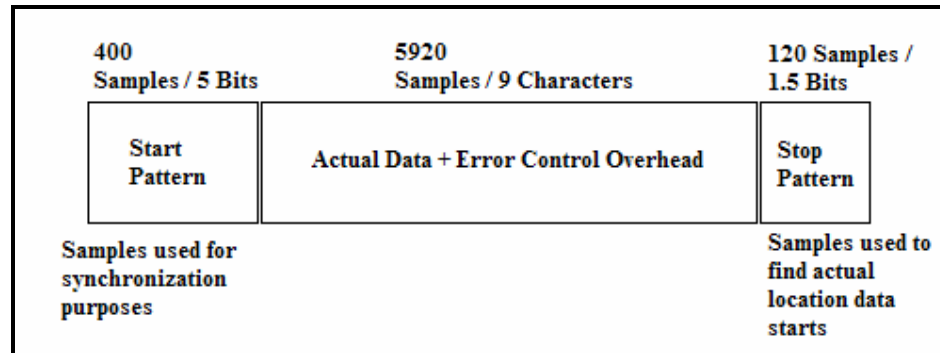 400
Samples / 5 Bits
5920
Samples / 9 Characters
120 Samples /
1.5 Bits
Start
Pattern
Actual Data + Error Control Overhead
Stop
Pattern
Samples used for
synchronization
purposes
Samples used to
find actual
location data
starts